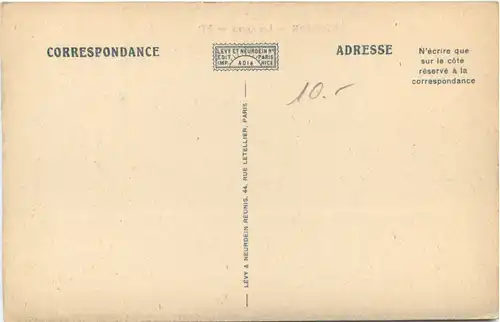 CORRESPONDANCE
LÉVY ET NEURDEIN Rs
EDIT. PARIS
IMP. ADIA NICE
ADRESSE
N'écrire que
sur le côté
réservé à la
correspondance
10.-
LÉVY & NEURDEIN RÉUNIS, 44, RUE LETELLIER, PARIS